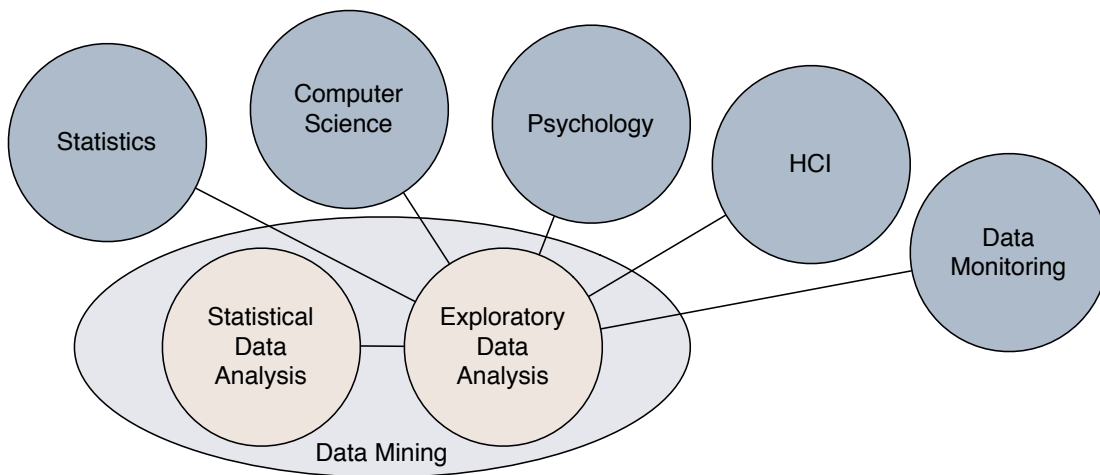 Statistics
Computer
Science
Psychology
HCI
Data
Monitoring
Statistical
Data
Analysis
Exploratory
Data
Analysis
Data Mining